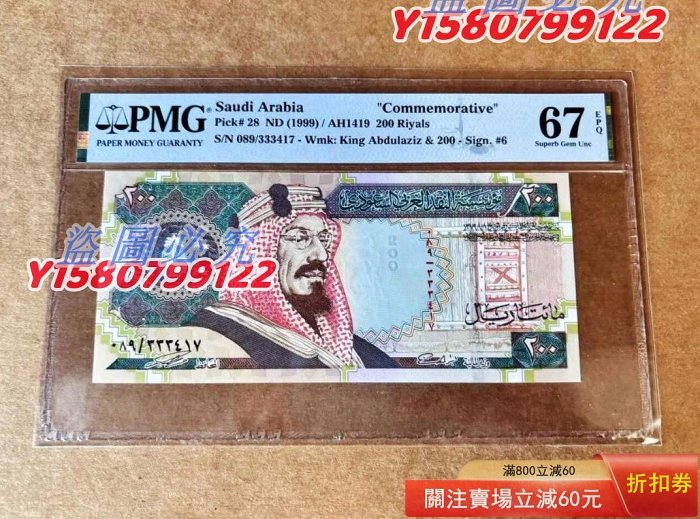 盜圖必究
Y1580799122
PMG
PAPER MONEY GUARANTY
Saudi Arabia "Commemorative"
Pick# 28 ND (1999) / AH1419 200 Riyals
S/N 089/333417 - Wmk: King Abdulaziz & 200 - Sign. #6
67 EPQ
Superb Gem Unc
٢٠٠
مؤسسة النقد العربي السعودي
٢٠٠
盜圖必究
Y1580799122
200
٠٨٩/٣٣٣٤١٧
مائتا ريال
٠٨٩/٣٣٣٤١٧
٢٠٠
滿800立減60
關注賣場立減60元
折扣券